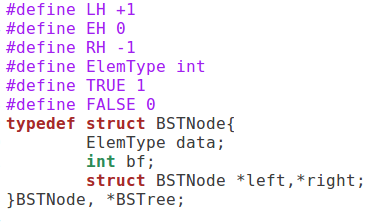 #define LH +1
#define EH 0
#define RH -1
#define ElemType int
#define TRUE 1
#define FALSE 0
typedef struct BSTNode{
        ElemType data;
        int bf;
        struct BSTNode *left,*right;
}BSTNode, *BSTree;